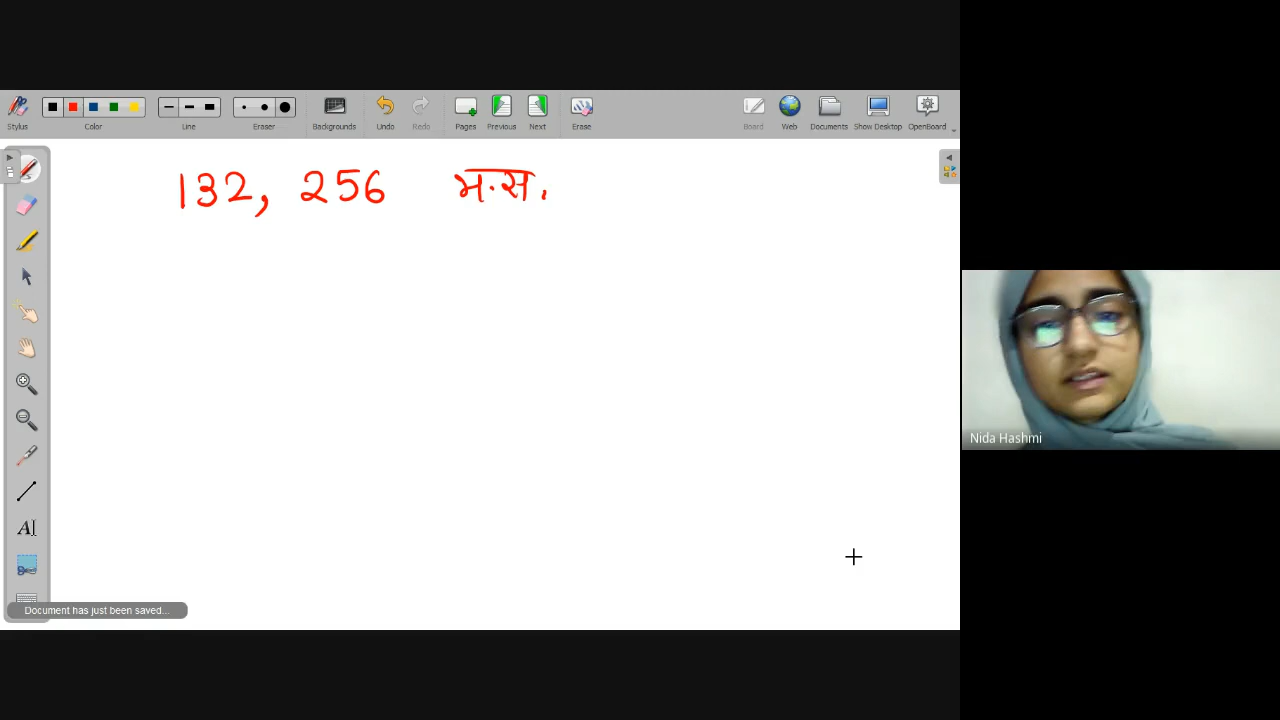 Stylus Color Line Eraser Backgrounds Undo Redo Pages Previous Next Erase Board Web Documents Show Desktop OpenBoard
132, 256 म.स.
Nida Hashmi
Document has just been saved...